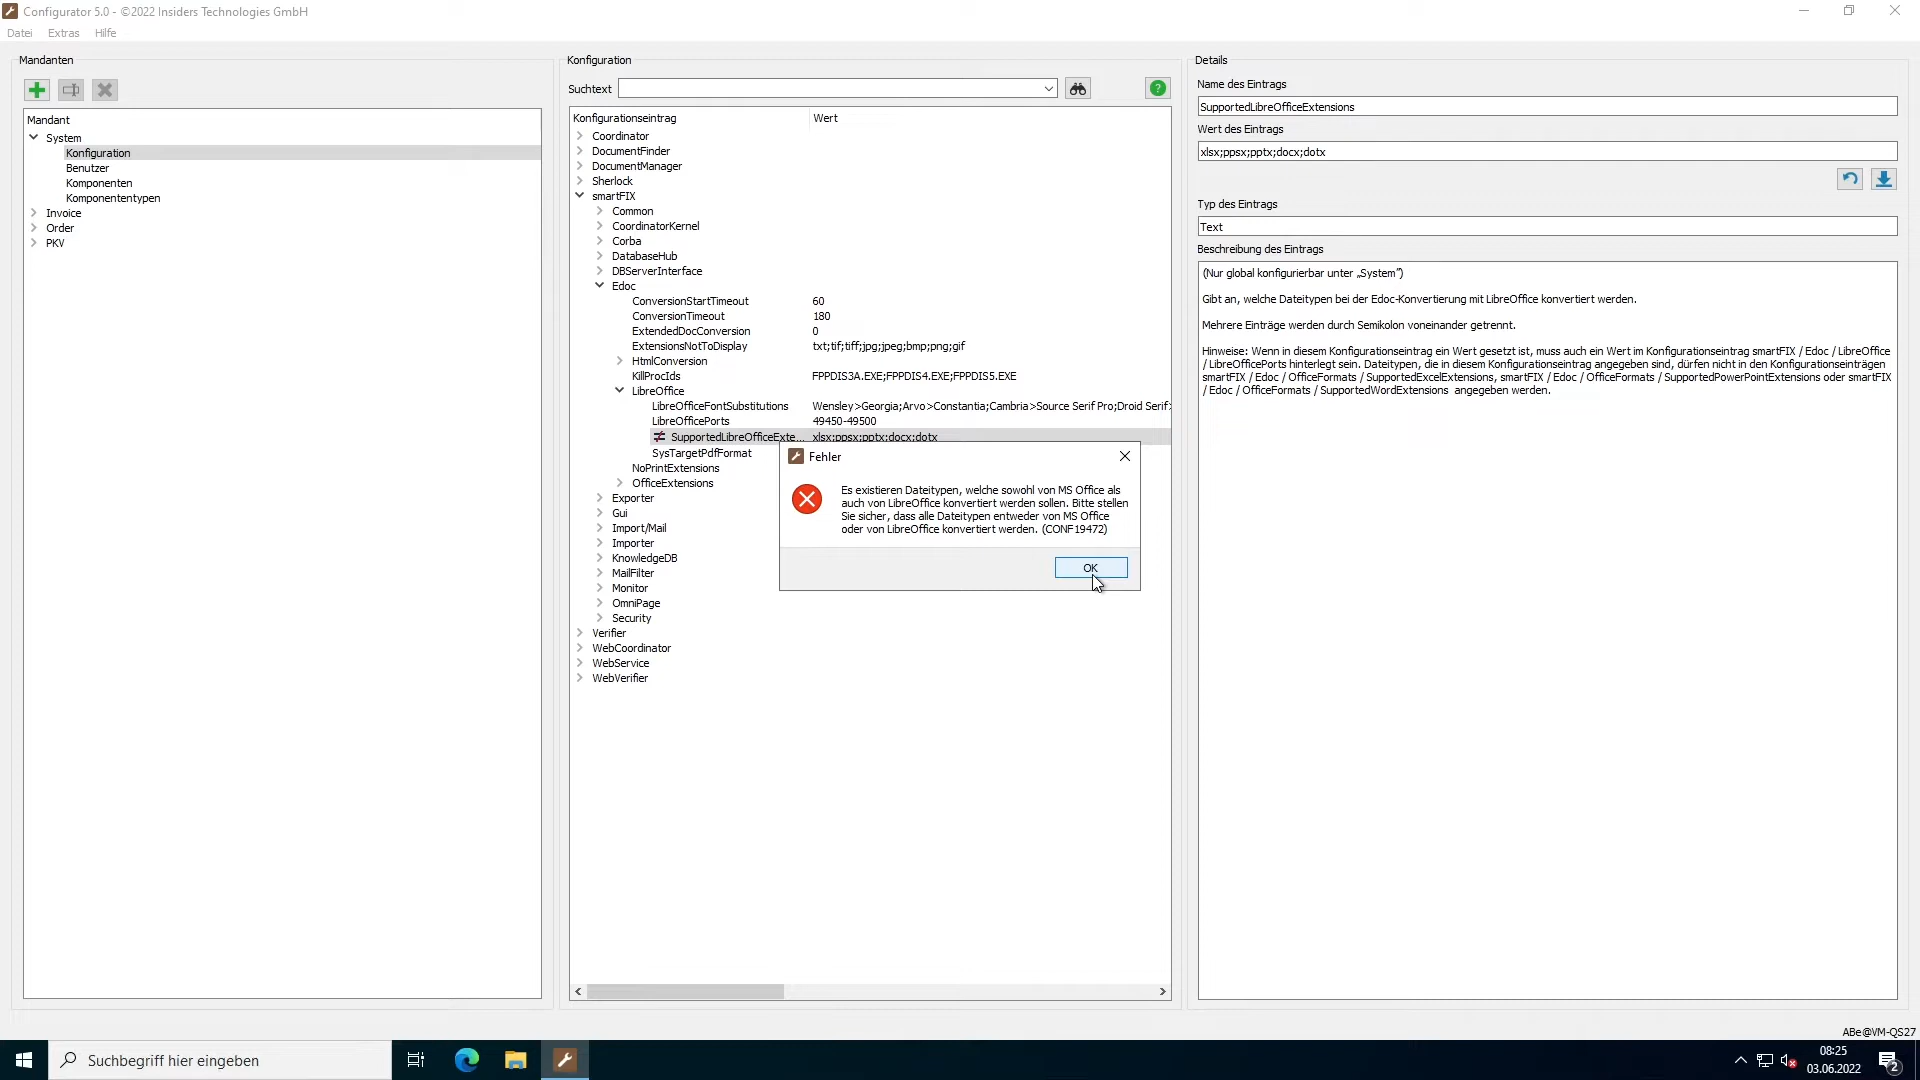 Configurator 5.0 - ©2022 Insiders Technologies GmbH
Datei Extras Hilfe
Mandanten
Mandant
System
Konfiguration
Benutzer
Komponenten
Komponententypen
Invoice
Order
PKV
Konfiguration
Suchtext
Konfigurationseintrag Wert
Coordinator
DocumentFinder
DocumentManager
Sherlock
smartFIX
Common
CoordinatorKernel
Corba
DatabaseHub
DBServerInterface
Edoc
ConversionStartTimeout 60
ConversionTimeout 180
ExtendedDocConversion 0
ExtensionsNotToDisplay txt;tif;tiff;jpg;jpeg;bmp;png;gif
HtmlConversion
KillProcIds FPPDIS3A.EXE;FPPDIS4.EXE;FPPDIS5.EXE
LibreOffice
LibreOfficeFontSubstitutions Wensley>Georgia;Arvo>Constantia;Cambria>Source Serif Pro;Droid Serif>
LibreOfficePorts 49450-49500
SupportedLibreOfficeExte... xlsx;ppsx;pptx;docx;dotx
SysTargetPdfFormat
NoPrintExtensions
OfficeExtensions
Exporter
Gui
Import/Mail
Importer
KnowledgeDB
MailFilter
Monitor
OmniPage
Security
Verifier
WebCoordinator
WebService
WebVerifier
Fehler
Es existieren Dateitypen, welche sowohl von MS Office als
auch von LibreOffice konvertiert werden sollen. Bitte stellen
Sie sicher, dass alle Dateitypen entweder von MS Office
oder von LibreOffice konvertiert werden. (CONF19472)
OK
Details
Name des Eintrags
SupportedLibreOfficeExtensions
Wert des Eintrags
xlsx;ppsx;pptx;docx;dotx
Typ des Eintrags
Text
Beschreibung des Eintrags
(Nur global konfigurierbar unter „System“)
Gibt an, welche Dateitypen bei der Edoc-Konvertierung mit LibreOffice konvertiert werden.
Mehrere Einträge werden durch Semikolon voneinander getrennt.
Hinweise: Wenn in diesem Konfigurationseintrag ein Wert gesetzt ist, muss auch ein Wert im Konfigurationseintrag smartFIX / Edoc / LibreOffice
/ LibreOfficePorts hinterlegt sein. Dateitypen, die in diesem Konfigurationseintrag angegeben sind, dürfen nicht in den Konfigurationseinträgen
smartFIX / Edoc / OfficeFormats / SupportedExcelExtensions, smartFIX / Edoc / OfficeFormats / SupportedPowerPointExtensions oder smartFIX
/ Edoc / OfficeFormats / SupportedWordExtensions angegeben werden.
ABe@VM-QS27
Suchbegriff hier eingeben
08:25
03.06.2022
2